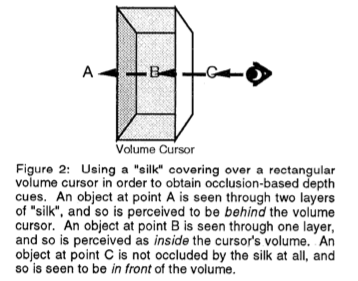 A B C
Volume Cursor
Figure 2: Using a "silk" covering over a rectangular
volume cursor in order to obtain occlusion-based depth
cues. An object at point A is seen through two layers
of "silk", and so is perceived to be behind the volume
cursor. An object at point B is seen through one layer,
and so is perceived as inside the cursor's volume. An
object at point C is not occluded by the silk at all, and
so is seen to be in front of the volume.